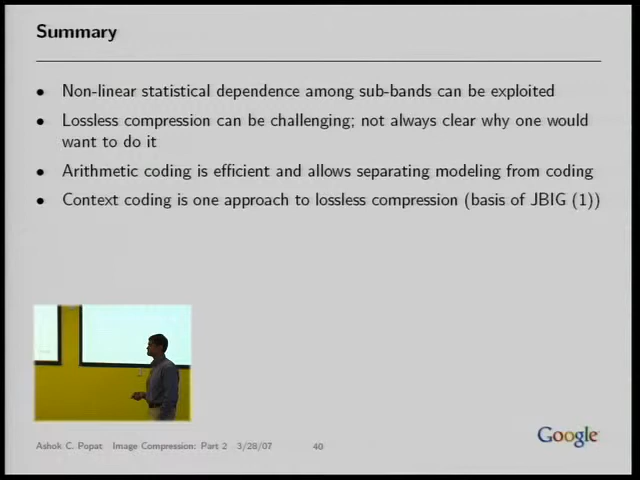 Summary
• Non-linear statistical dependence among sub-bands can be exploited
• Lossless compression can be challenging; not always clear why one would
want to do it
• Arithmetic coding is efficient and allows separating modeling from coding
• Context coding is one approach to lossless compression (basis of JBIG (1))
Ashok C. Popat Image Compression: Part 2 3/28/07 40
Google